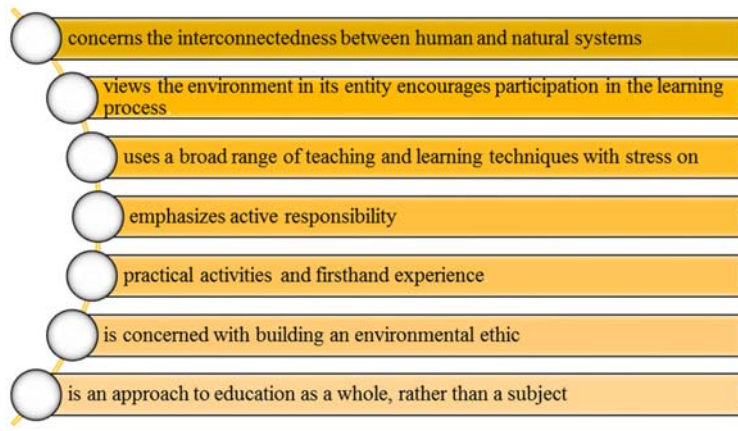 concerns the interconnectedness between human and natural systems
views the environment in its entity encourages participation in the learning
process
uses a broad range of teaching and learning techniques with stress on
emphasizes active responsibility
practical activities and firsthand experience
is concerned with building an environmental ethic
is an approach to education as a whole, rather than a subject